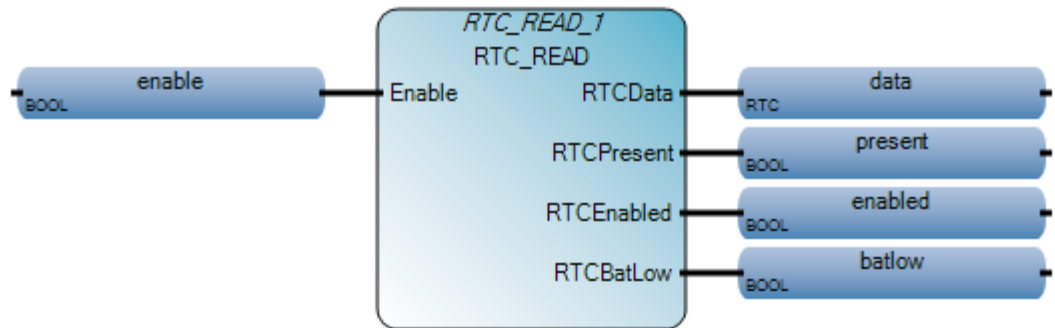 RTC_READ_1
RTC_READ
enable
BOOL
Enable
RTCData
data
RTC
RTCPresent
present
BOOL
RTCEnabled
enabled
BOOL
RTCBatLow
batlow
BOOL